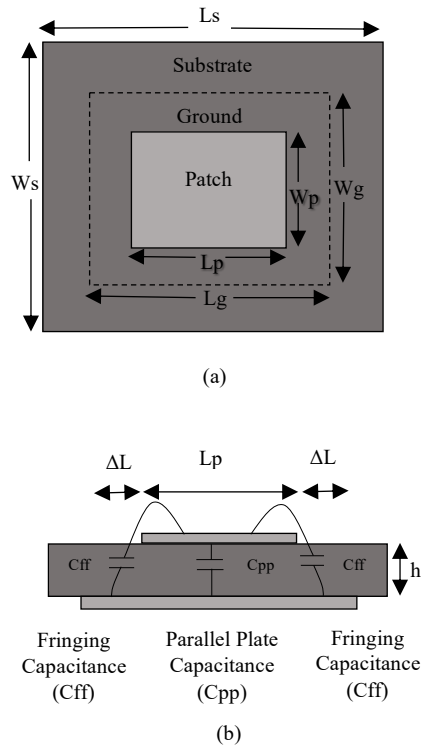 Ls
Substrate
Ground
Ws
Patch
Wp
Wg
Lp
Lg
(a)
ΔL
Lp
ΔL
Cff
Cpp
Cff
h
Fringing
Capacitance
(Cff)
Parallel Plate
Capacitance
(Cpp)
Fringing
Capacitance
(Cff)
(b)